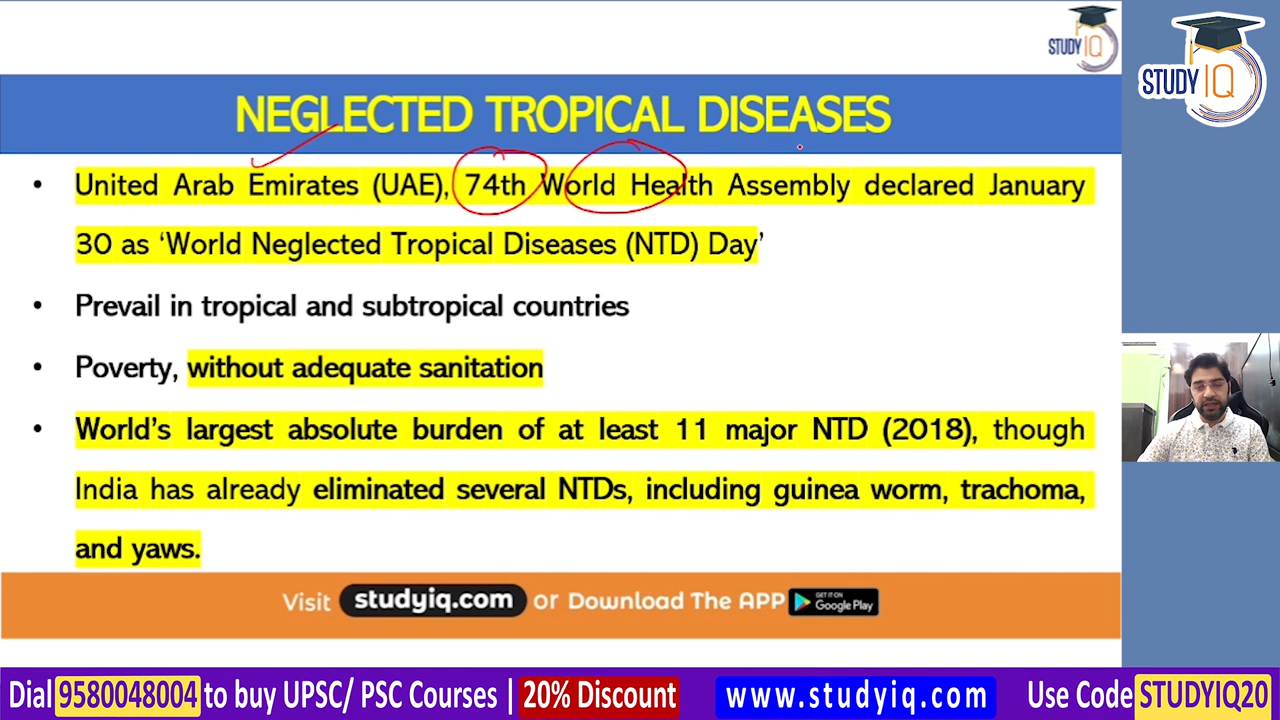 STUDY IQ
STUDY IQ
NEGLECTED TROPICAL DISEASES
• United Arab Emirates (UAE), 74th World Health Assembly declared January
30 as ‘World Neglected Tropical Diseases (NTD) Day’
• Prevail in tropical and subtropical countries
• Poverty, without adequate sanitation
• World’s largest absolute burden of at least 11 major NTD (2018), though
India has already eliminated several NTDs, including guinea worm, trachoma,
and yaws.
Visit studyiq.com or Download The APP GET IT ON Google Play
Dial 9580048004 to buy UPSC/ PSC Courses | 20% Discount www.studyiq.com Use Code STUDYIQ20